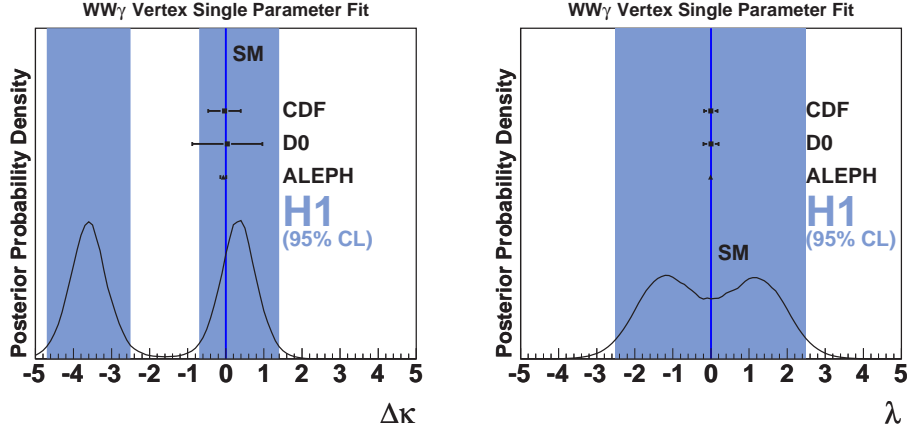 WWγ Vertex Single Parameter Fit
Posterior Probability Density
SM
CDF
D0
ALEPH
H1
(95% CL)
-5 -4 -3 -2 -1 0 1 2 3 4 5
Δκ
WWγ Vertex Single Parameter Fit
Posterior Probability Density
CDF
D0
ALEPH
H1
(95% CL)
SM
-5 -4 -3 -2 -1 0 1 2 3 4 5
λ